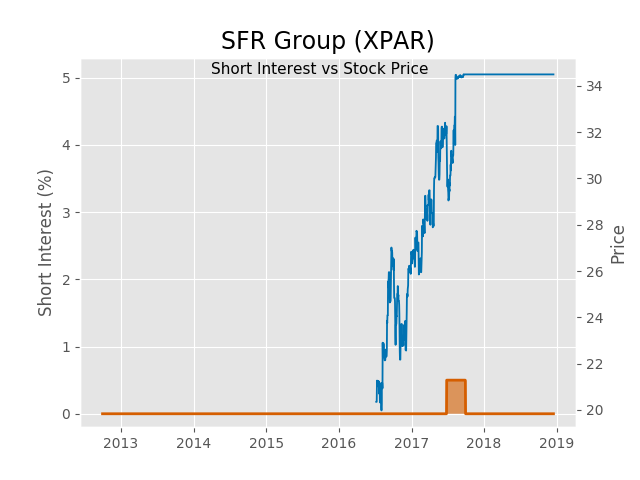 SFR Group (XPAR)
Short Interest vs Stock Price
Short Interest (%)
5
4
3
2
1
0
34
32
30
28
26
24
22
20
Price
2013 2014 2015 2016 2017 2018 2019